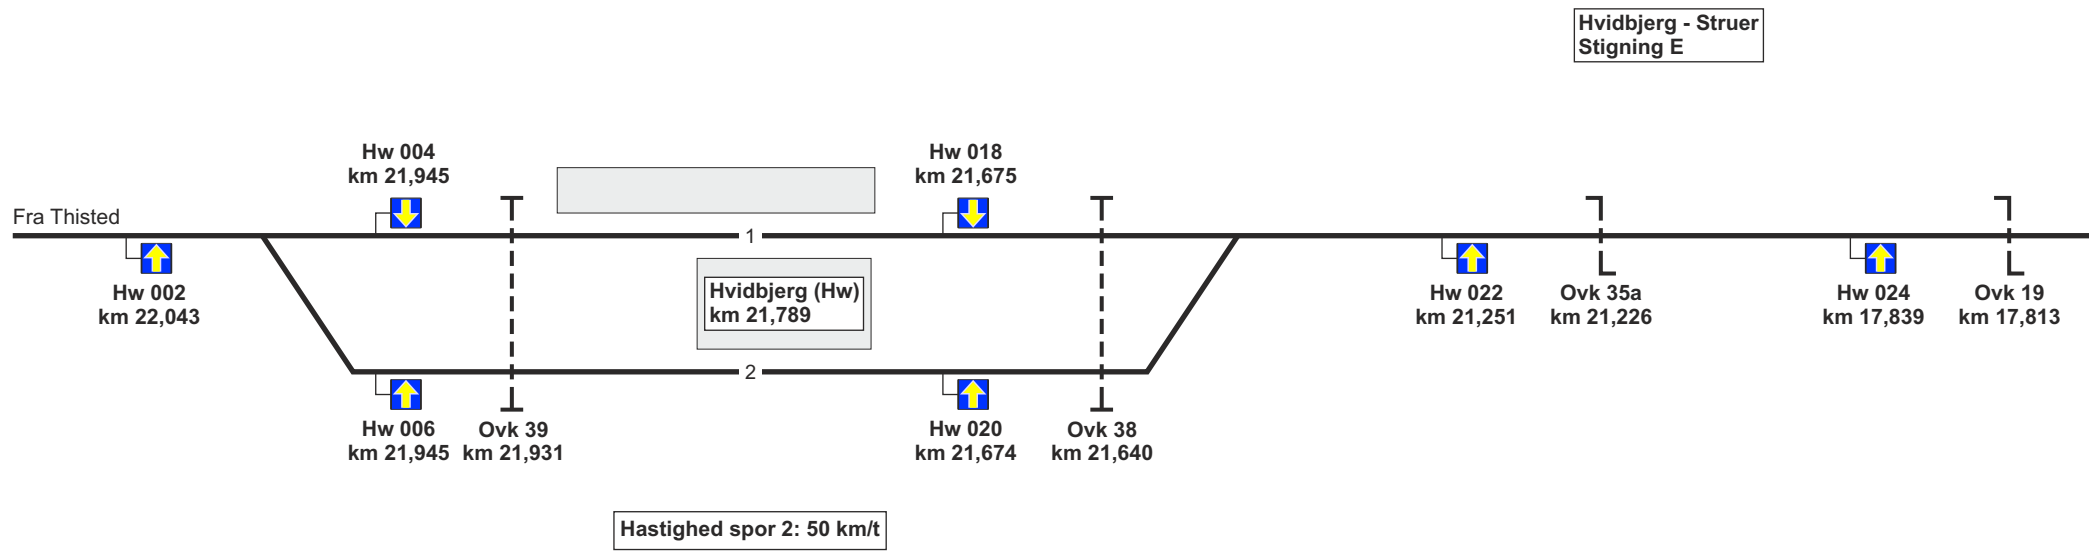 Hvidbjerg - Struer
Stigning E
Hw 004
km 21,945
Hw 018
km 21,675
Fra Thisted
1
Hw 002
km 22,043
Hvidbjerg (Hw)
km 21,789
Hw 022
km 21,251
Ovk 35a
km 21,226
Hw 024
km 17,839
Ovk 19
km 17,813
2
Hw 006
km 21,945
Ovk 39
km 21,931
Hw 020
km 21,674
Ovk 38
km 21,640
Hastighed spor 2: 50 km/t